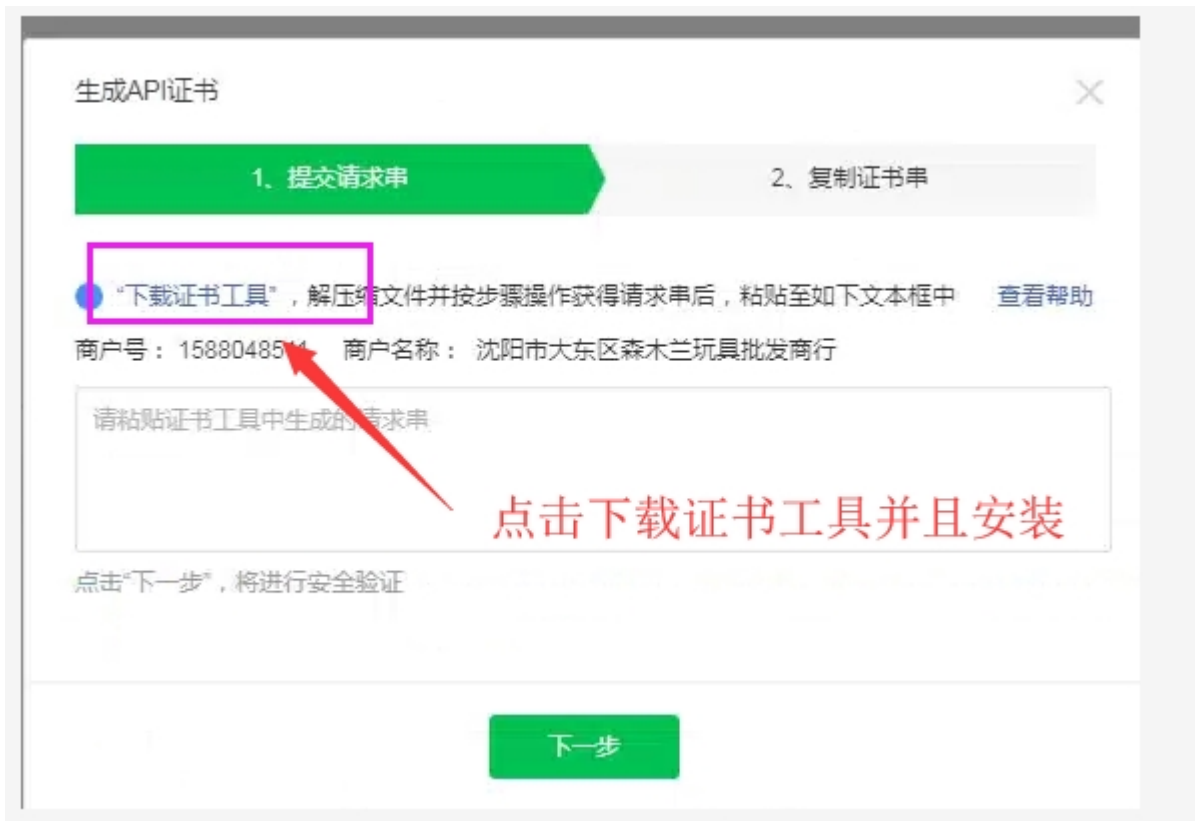 生成API证书
1、提交请求串
2、复制证书串
“下载证书工具”，解压缩文件并按步骤操作获得请求串后，粘贴至如下文本框中 查看帮助
商户号： 商户名称： 沈阳市大东区森木兰玩具批发商行
请粘贴证书工具中生成的请求串
点击下载证书工具并且安装
点击“下一步”，将进行安全验证
下一步